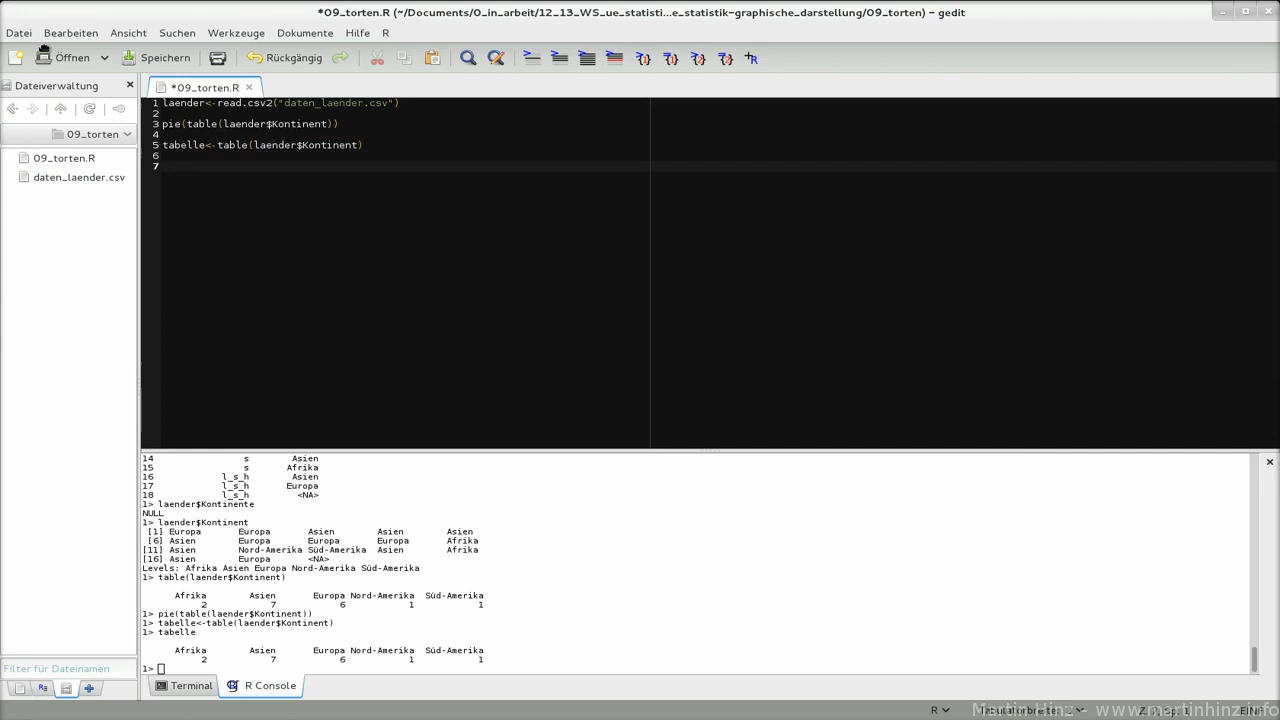 *09_torten.R (~/Documents/0_in_arbeit/12_13_WS_ue_statisti...e_statistik-graphische_darstellung/09_torten) – gedit
Datei Bearbeiten Ansicht Suchen Werkzeuge Dokumente Hilfe R
Öffnen Speichern Rückgängig
Dateiverwaltung
*09_torten.R
09_torten
09_torten.R
daten_laender.csv
1 laender<-read.csv2("daten_laender.csv")
2
3 pie(table(laender$Kontinent))
4
5 tabelle<-table(laender$Kontinent)
6
7
14 s Asien
15 s Afrika
16 l_s_h Asien
17 l_s_h Europa
18 l_s_h <NA>
1> laender$Kontinente
NULL
1> laender$Kontinent
[1] Europa Europa Asien Asien Asien
[6] Asien Europa Europa Europa Afrika
[11] Asien Nord-Amerika Süd-Amerika Asien Afrika
[16] Asien Europa <NA>
Levels: Afrika Asien Europa Nord-Amerika Süd-Amerika
1> table(laender$Kontinent)
Afrika Asien Europa Nord-Amerika Süd-Amerika
2 7 6 1 1
1> pie(table(laender$Kontinent))
1> tabelle<-table(laender$Kontinent)
1> tabelle
Afrika Asien Europa Nord-Amerika Süd-Amerika
2 7 6 1 1
1>
Filter für Dateinamen
Terminal R Console
R
Martin Hinz - www.martinhinz.info